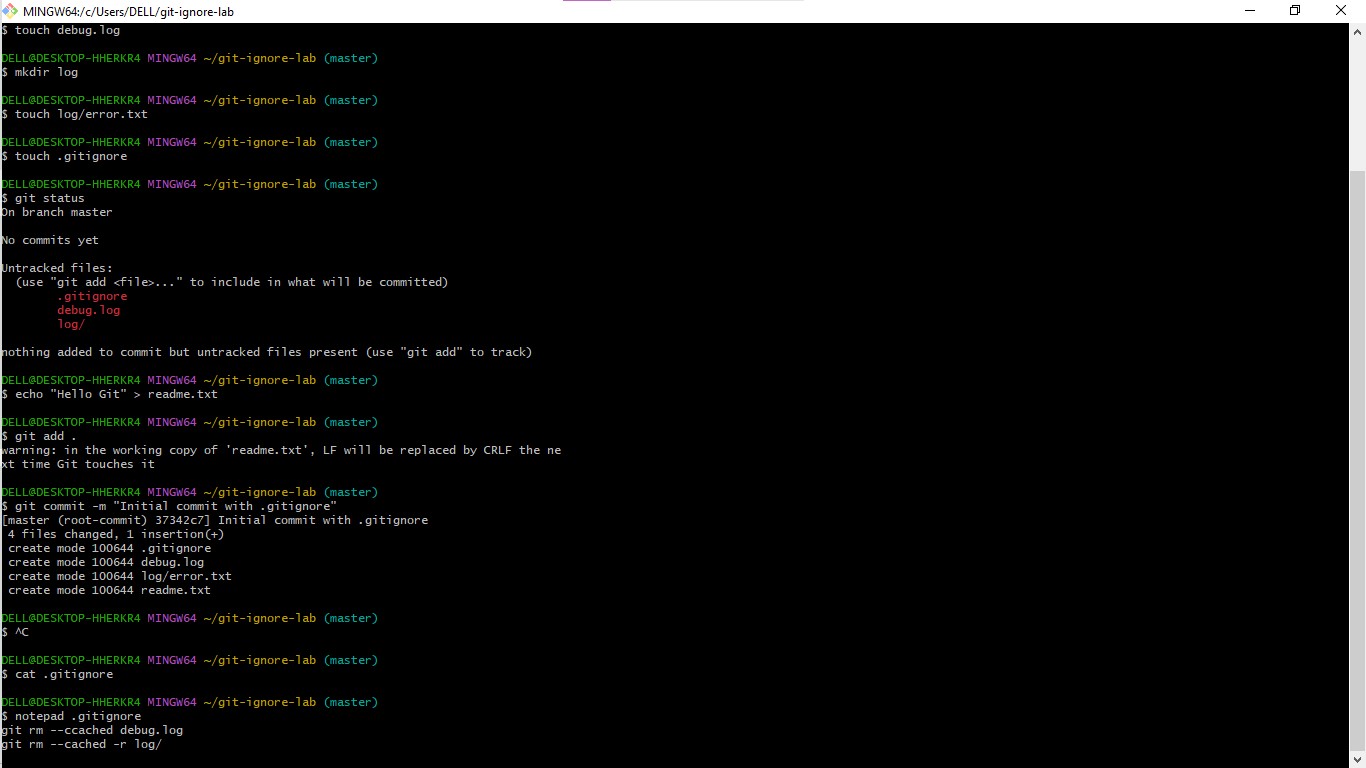 MINGW64:/c/Users/DELL/git-ignore-lab
$ touch debug.log
DELL@DESKTOP-HHERKR4 MINGW64 ~/git-ignore-lab (master)
$ mkdir log
DELL@DESKTOP-HHERKR4 MINGW64 ~/git-ignore-lab (master)
$ touch log/error.txt
DELL@DESKTOP-HHERKR4 MINGW64 ~/git-ignore-lab (master)
$ touch .gitignore
DELL@DESKTOP-HHERKR4 MINGW64 ~/git-ignore-lab (master)
$ git status
On branch master
No commits yet
Untracked files:
  (use "git add <file>..." to include in what will be committed)
        .gitignore
        debug.log
        log/
nothing added to commit but untracked files present (use "git add" to track)
DELL@DESKTOP-HHERKR4 MINGW64 ~/git-ignore-lab (master)
$ echo "Hello Git" > readme.txt
DELL@DESKTOP-HHERKR4 MINGW64 ~/git-ignore-lab (master)
$ git add .
warning: in the working copy of 'readme.txt', LF will be replaced by CRLF the ne
xt time Git touches it
DELL@DESKTOP-HHERKR4 MINGW64 ~/git-ignore-lab (master)
$ git commit -m "Initial commit with .gitignore"
[master (root-commit) 37342c7] Initial commit with .gitignore
 4 files changed, 1 insertion(+)
 create mode 100644 .gitignore
 create mode 100644 debug.log
 create mode 100644 log/error.txt
 create mode 100644 readme.txt
DELL@DESKTOP-HHERKR4 MINGW64 ~/git-ignore-lab (master)
$ ^C
DELL@DESKTOP-HHERKR4 MINGW64 ~/git-ignore-lab (master)
$ cat .gitignore
DELL@DESKTOP-HHERKR4 MINGW64 ~/git-ignore-lab (master)
$ notepad .gitignore
git rm --ccached debug.log
git rm --cached -r log/